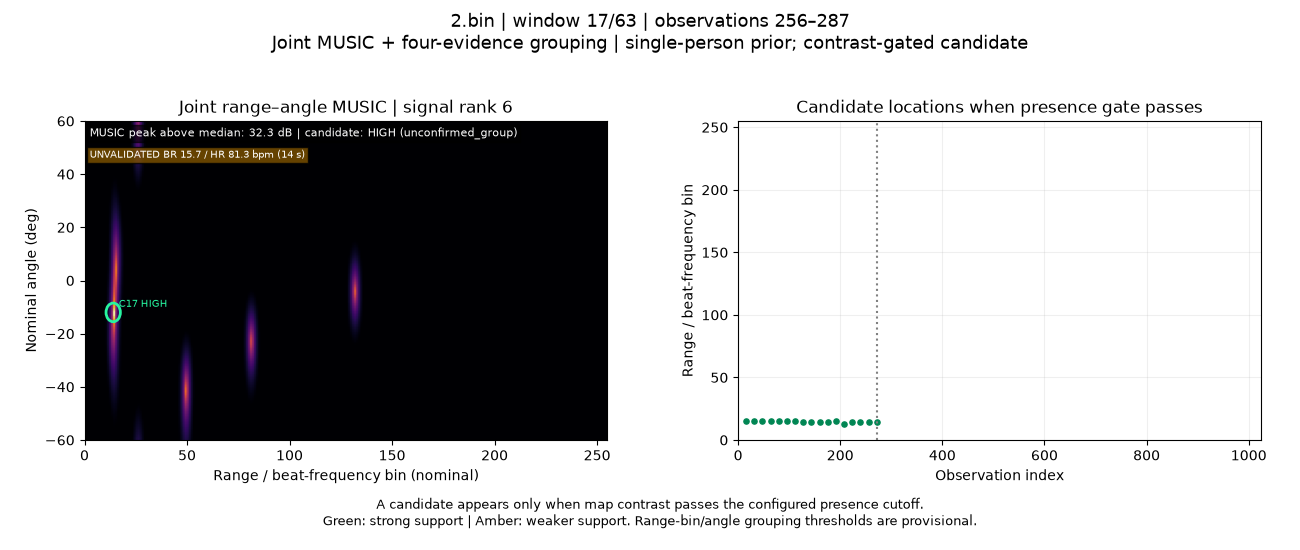 2.bin | window 17/63 | observations 256–287
Joint MUSIC + four-evidence grouping | single-person prior; contrast-gated candidate
Joint range–angle MUSIC | signal rank 6
MUSIC peak above median: 32.3 dB | candidate: HIGH (unconfirmed_group)
UNVALIDATED BR 15.7 / HR 81.3 bpm (14 s)
C17 HIGH
60
40
20
0
−20
−40
−60
Nominal angle (deg)
0
50
100
150
200
250
Range / beat-frequency bin (nominal)
Candidate locations when presence gate passes
250
200
150
100
50
0
Range / beat-frequency bin
0
200
400
600
800
1000
Observation index
A candidate appears only when map contrast passes the configured presence cutoff.
Green: strong support | Amber: weaker support. Range-bin/angle grouping thresholds are provisional.